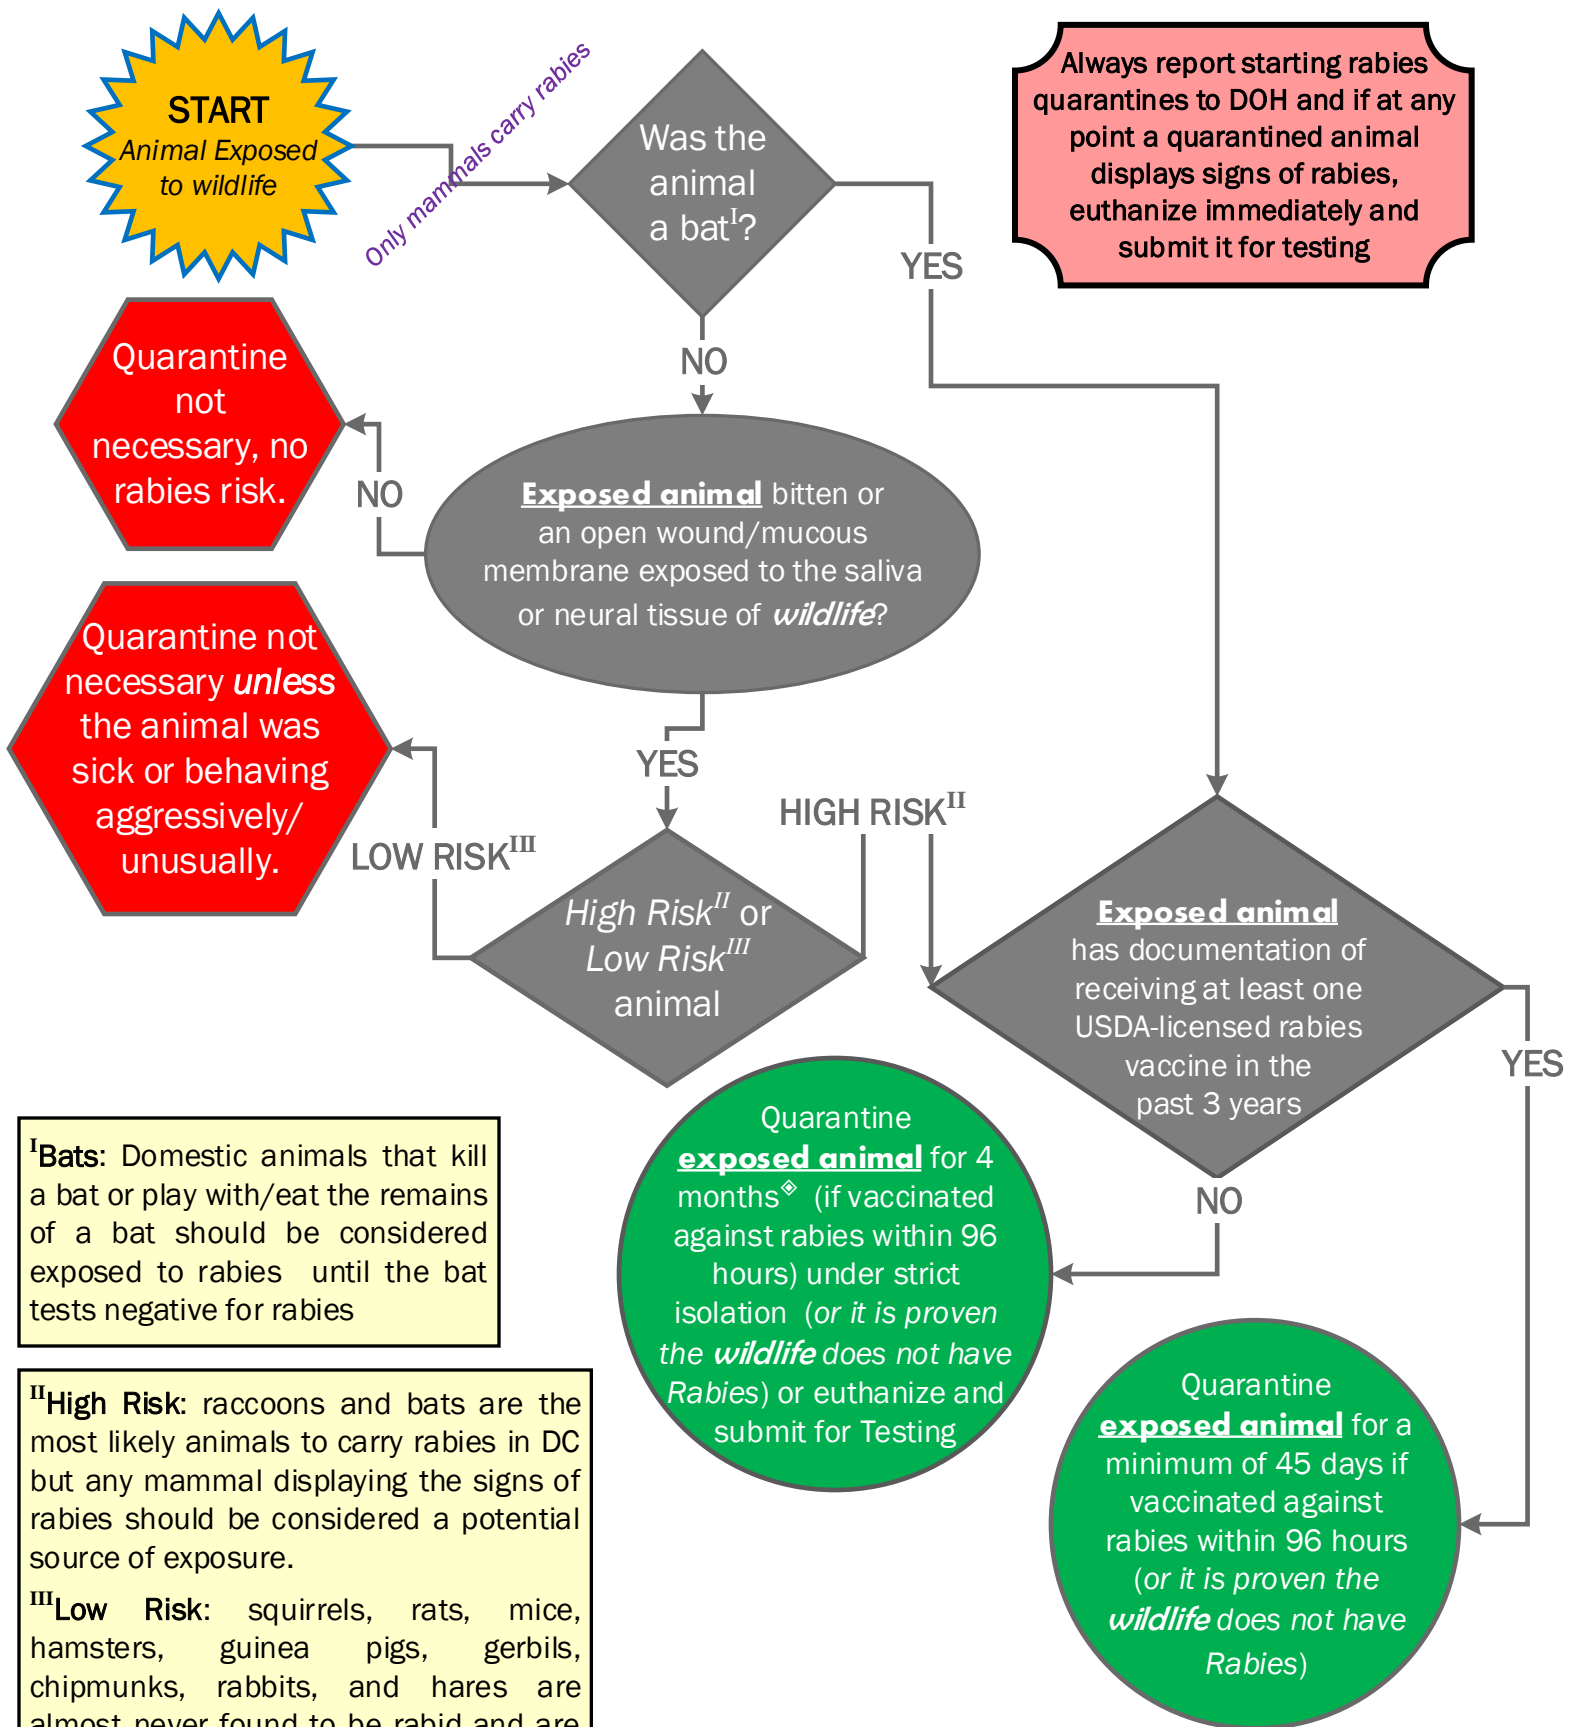 START
Animal Exposed
to wildlife
Only mammals carry rabies
Was the
animal
a batᴵ?
Always report starting rabies
quarantines to DOH and if at any
point a quarantined animal
displays signs of rabies,
euthanize immediately and
submit it for testing
YES
NO
Quarantine
not
necessary, no
rabies risk.
NO
Exposed animal bitten or
an open wound/mucous
membrane exposed to the saliva
or neural tissue of wildlife?
Quarantine not
necessary unless
the animal was
sick or behaving
aggressively/
unusually.
YES
LOW RISKᴵᴵᴵ
HIGH RISKᴵᴵ
High Riskᴵᴵ or
Low Riskᴵᴵᴵ
animal
Exposed animal
has documentation of
receiving at least one
USDA-licensed rabies
vaccine in the
past 3 years
YES
NO
Quarantine
exposed animal for 4
months◈ (if vaccinated
against rabies within 96
hours) under strict
isolation (or it is proven
the wildlife does not have
Rabies) or euthanize and
submit for Testing
Quarantine
exposed animal for a
minimum of 45 days if
vaccinated against
rabies within 96 hours
(or it is proven the
wildlife does not have
Rabies)
ᴵBats: Domestic animals that kill
a bat or play with/eat the remains
of a bat should be considered
exposed to rabies until the bat
tests negative for rabies
ᴵᴵHigh Risk: raccoons and bats are the
most likely animals to carry rabies in DC
but any mammal displaying the signs of
rabies should be considered a potential
source of exposure.
ᴵᴵᴵLow Risk: squirrels, rats, mice,
hamsters, guinea pigs, gerbils,
chipmunks, rabbits, and hares are
almost never found to be rabid and are